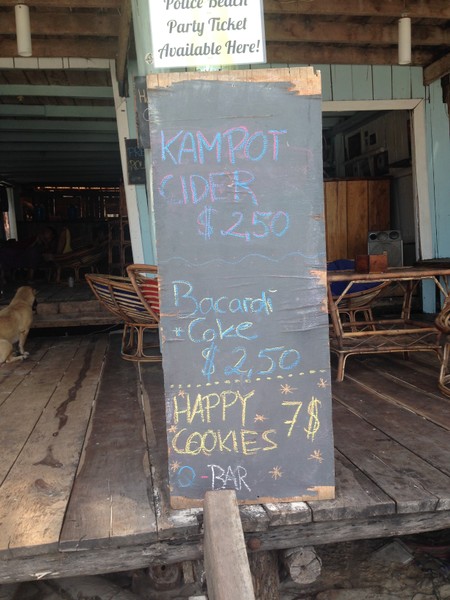 Police Beach
Party Ticket
Available Here!
KAMPOT
CIDER
$2,50
Bacardi
+ Coke
$2,50
HAPPY
COOKIES 7$
Q-BAR